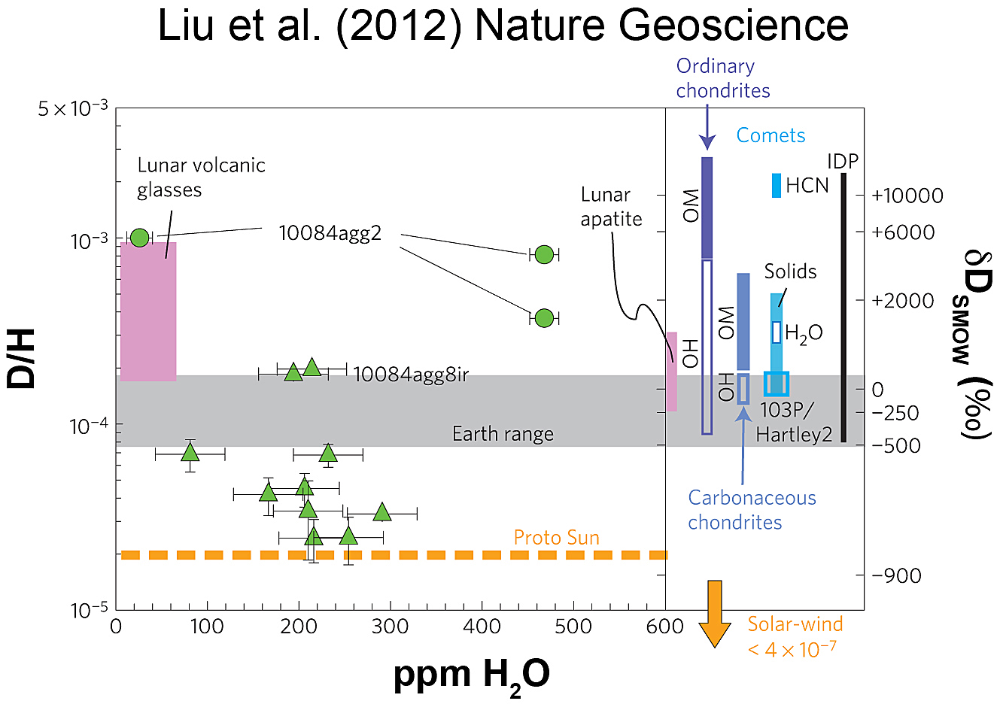 Liu et al. (2012) Nature Geoscience
Ordinary
chondrites
5 × 10⁻³
Comets
Lunar volcanic
glasses
IDP
HCN
+10000
Lunar
apatite
OM
10084agg2
10⁻³
+6000
δD_SMOW (‰)
Solids
+2000
OM
H₂O
D/H
OH
10084agg8ir
OH
0
103P/
Hartley2
−250
10⁻⁴
Earth range
−500
Carbonaceous
chondrites
Proto Sun
−900
10⁻⁵
0 100 200 300 400 500 600
Solar-wind
< 4 × 10⁻⁷
ppm H₂O